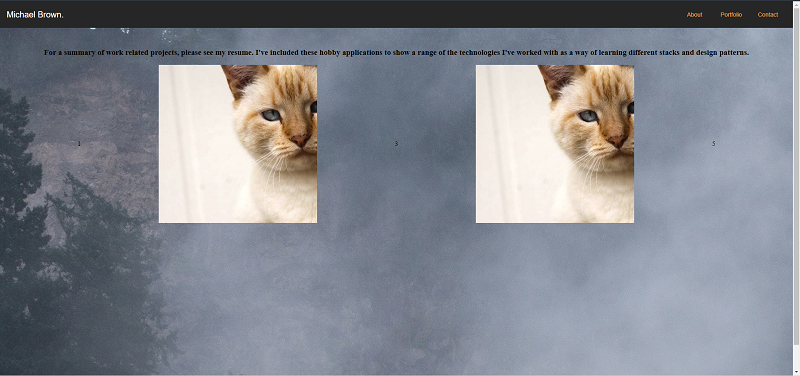 Michael Brown.
About Portfolio Contact
For a summary of work related projects, please see my resume. I've included these hobby applications to show a range of the technologies I've worked with as a way of learning different stacks and design patterns.
1 3 5